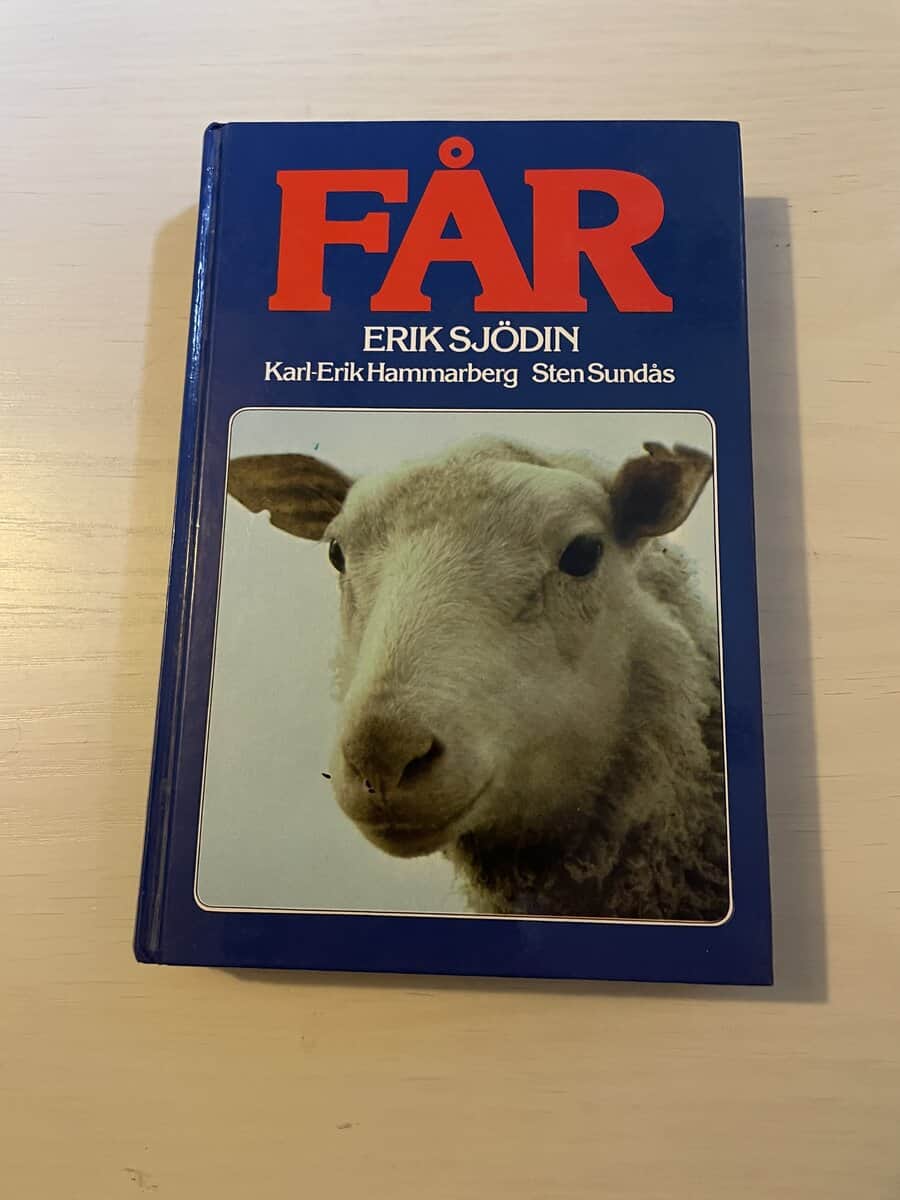 FÅR
ERIK SJÖDIN
Karl-Erik Hammarberg Sten Sundås